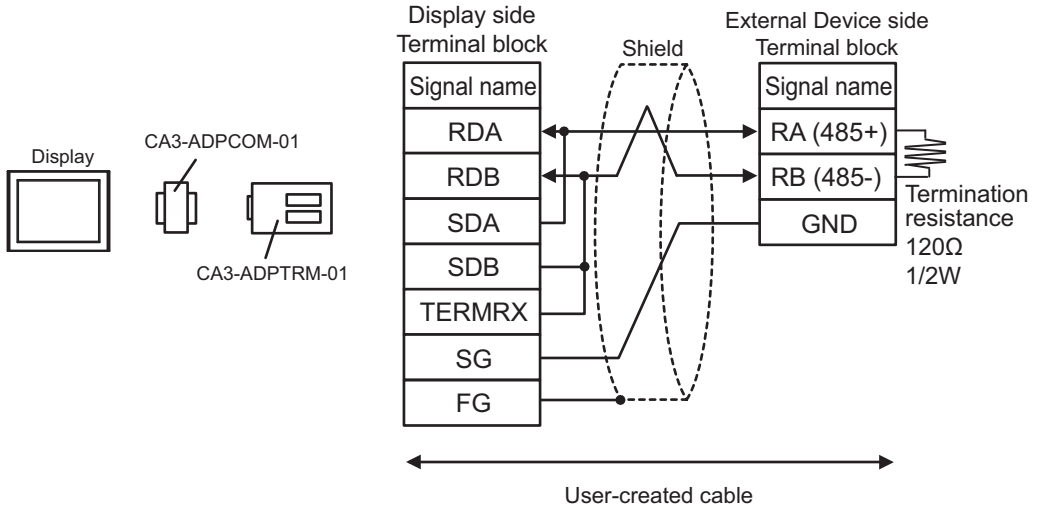 Display
CA3-ADPCOM-01
CA3-ADPTRM-01
Display side
Terminal block
Signal name
RDA
RDB
SDA
SDB
TERMRX
SG
FG
Shield
External Device side
Terminal block
Signal name
RA (485+)
RB (485-)
GND
Termination
resistance
120Ω
1/2W
User-created cable